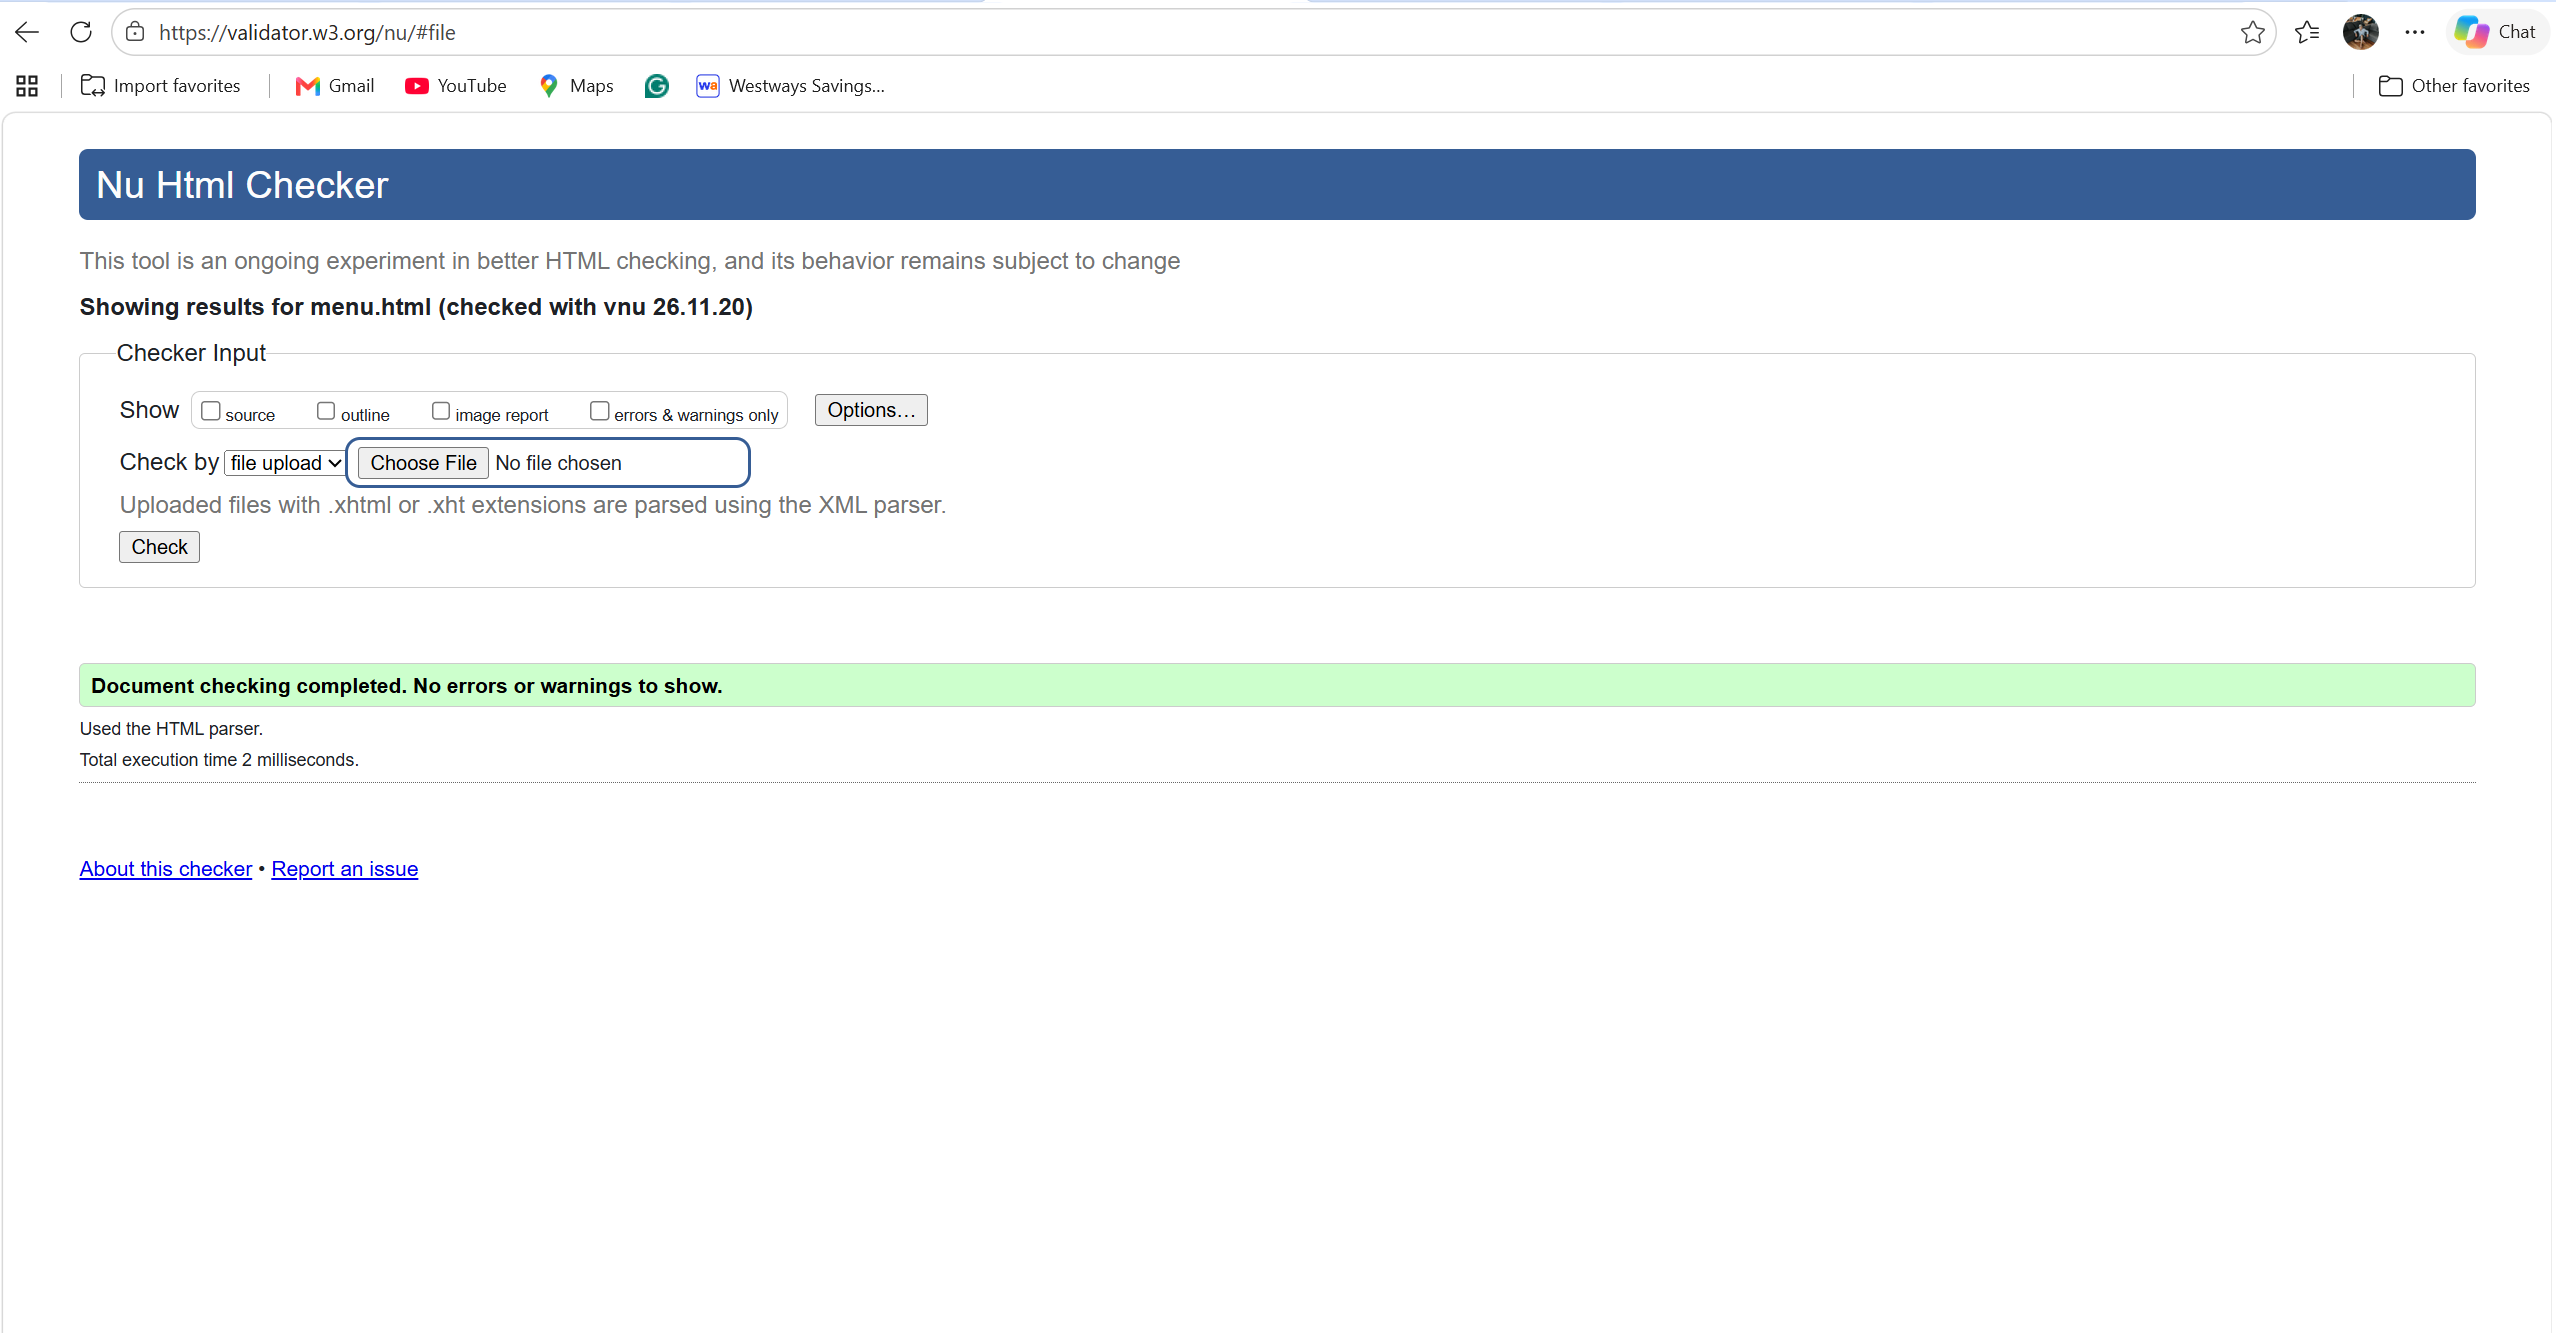 https://validator.w3.org/nu/#file
Chat
Import favorites
Gmail
YouTube
Maps
G
wa
Westways Savings...
Other favorites
Nu Html Checker
This tool is an ongoing experiment in better HTML checking, and its behavior remains subject to change
Showing results for menu.html (checked with vnu 26.11.20)
Checker Input
Show source outline image report errors & warnings only Options...
Check by file upload Choose File No file chosen
Uploaded files with .xhtml or .xht extensions are parsed using the XML parser.
Check
Document checking completed. No errors or warnings to show.
Used the HTML parser.
Total execution time 2 milliseconds.
About this checker • Report an issue